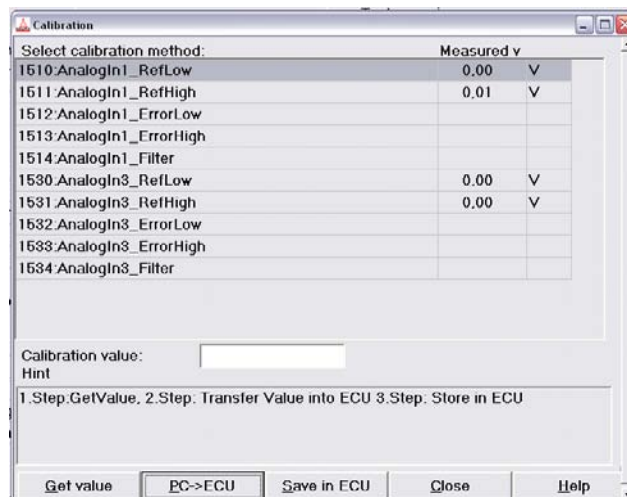 Calibration
Select calibration method: Measured v
1510:AnalogIn1_RefLow 0.00 V
1511:AnalogIn1_RefHigh 0.01 V
1512:AnalogIn1_ErrorLow
1513:AnalogIn1_ErrorHigh
1514:AnalogIn1_Filter
1530:AnalogIn3_RefLow 0.00 V
1531:AnalogIn3_RefHigh 0.00 V
1532:AnalogIn3_ErrorLow
1533:AnalogIn3_ErrorHigh
1534:AnalogIn3_Filter
Calibration value:
Hint
1.Step:GetValue, 2.Step: Transfer Value into ECU 3.Step: Store in ECU
Get value PC->ECU Save in ECU Close Help